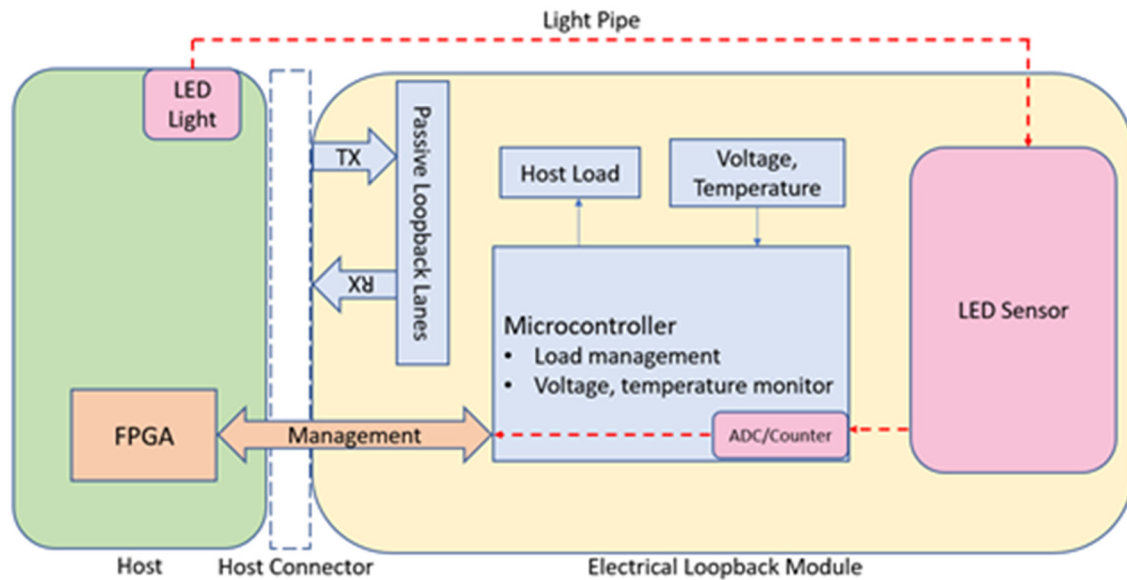 Light Pipe
LED
Light
TX
RX
Passive Loopback Lanes
Host Load
Voltage,
Temperature
LED Sensor
Microcontroller
• Load management
• Voltage, temperature monitor
ADC/Counter
FPGA
Management
Host
Host Connector
Electrical Loopback Module